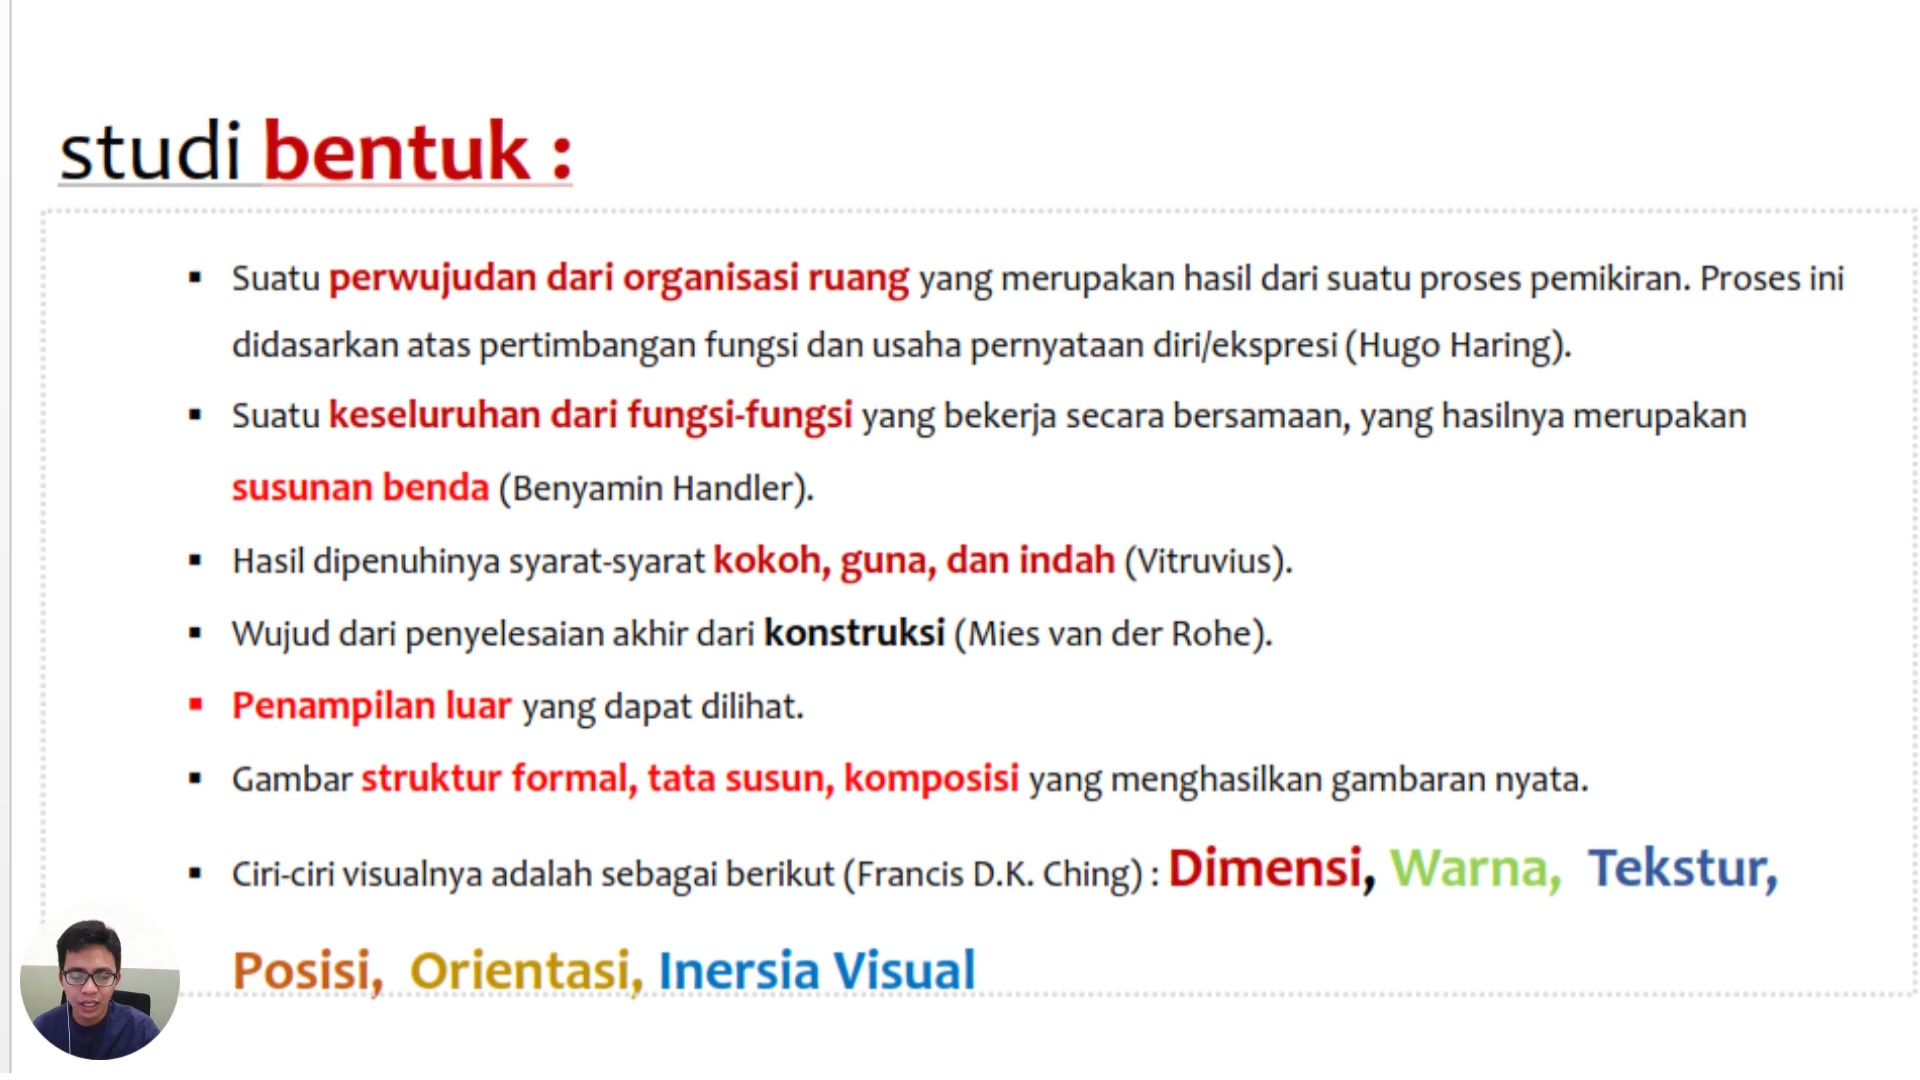 studi bentuk :
▪ Suatu perwujudan dari organisasi ruang yang merupakan hasil dari suatu proses pemikiran. Proses ini
didasarkan atas pertimbangan fungsi dan usaha pernyataan diri/ekspresi (Hugo Haring).
▪ Suatu keseluruhan dari fungsi-fungsi yang bekerja secara bersamaan, yang hasilnya merupakan
susunan benda (Benyamin Handler).
▪ Hasil dipenuhinya syarat-syarat kokoh, guna, dan indah (Vitruvius).
▪ Wujud dari penyelesaian akhir dari konstruksi (Mies van der Rohe).
▪ Penampilan luar yang dapat dilihat.
▪ Gambar struktur formal, tata susun, komposisi yang menghasilkan gambaran nyata.
▪ Ciri-ciri visualnya adalah sebagai berikut (Francis D.K. Ching) : Dimensi, Warna, Tekstur,
Posisi, Orientasi, Inersia Visual